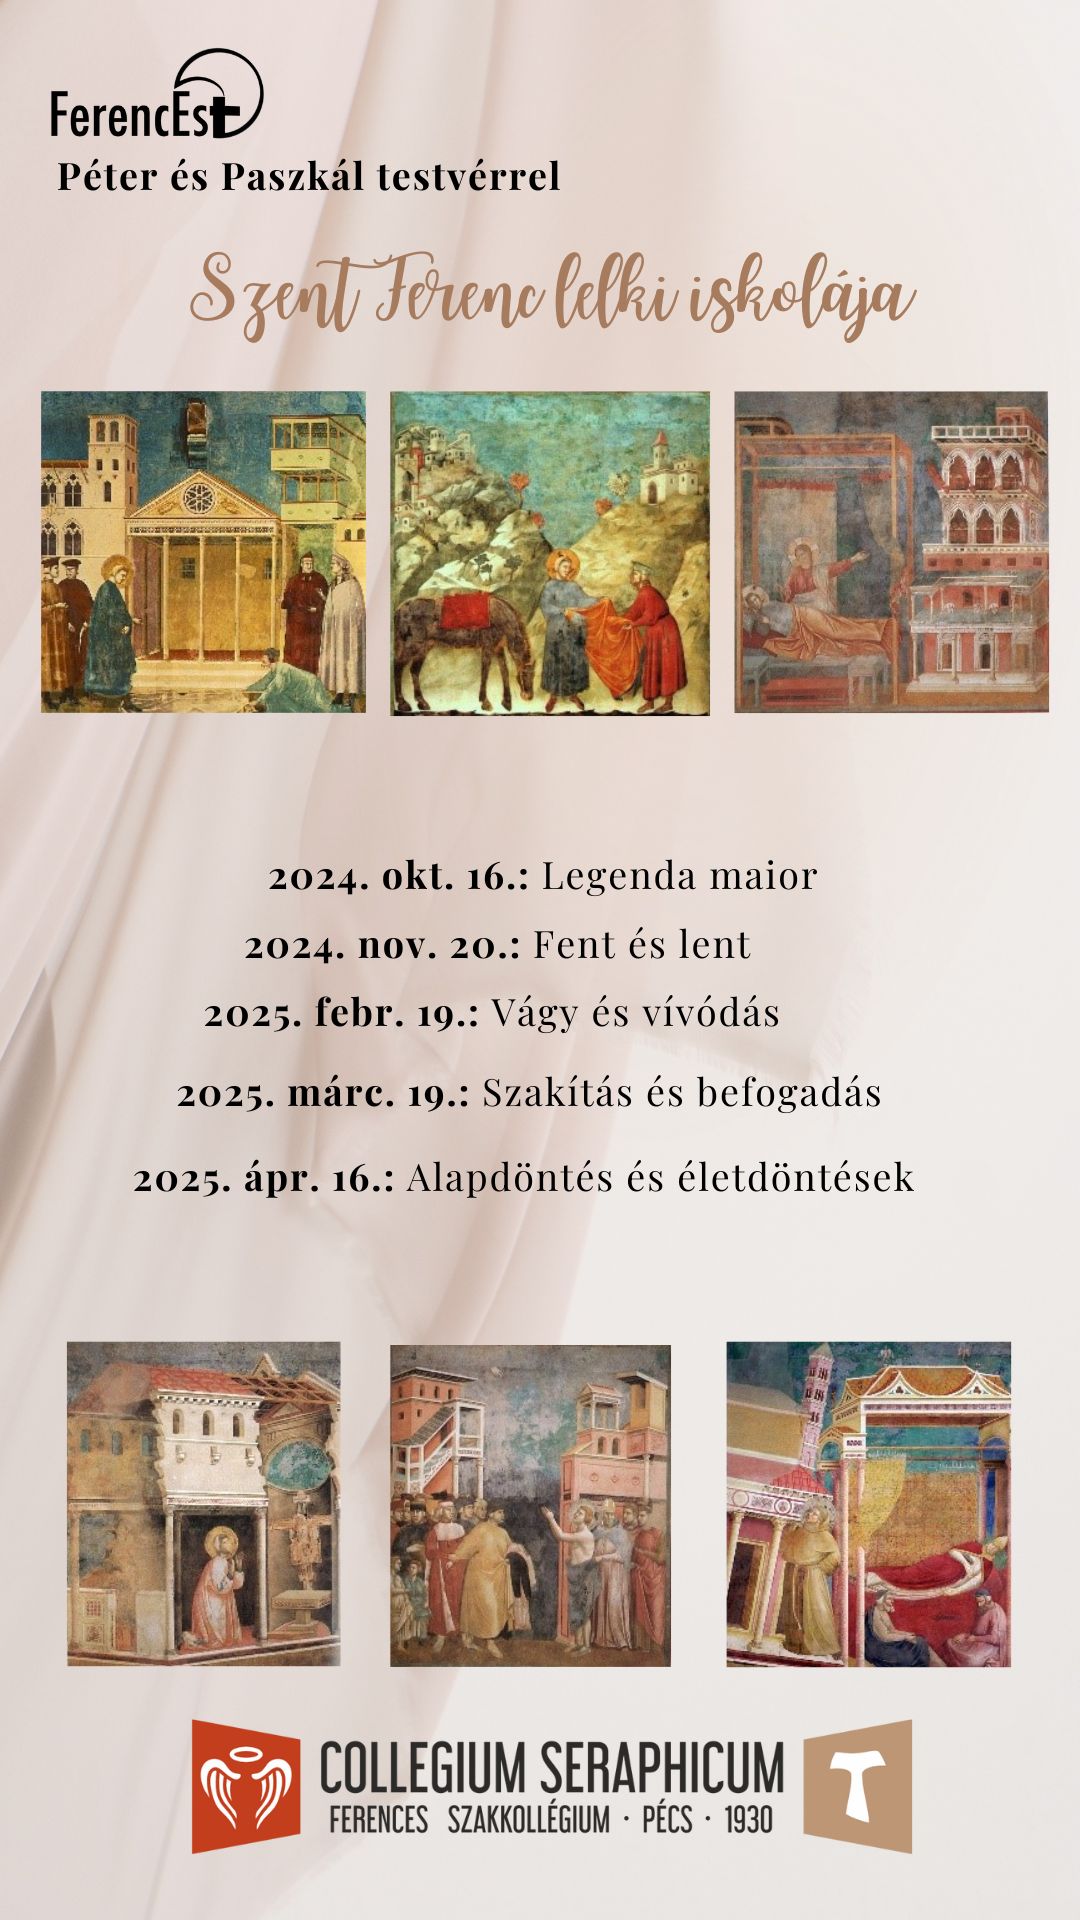 FerencEst
Péter és Paszkál testvérrel
Szent Ferenc lelki iskolája
2024. okt. 16.: Legenda maior
2024. nov. 20.: Fent és lent
2025. febr. 19.: Vágy és vívódás
2025. márc. 19.: Szakítás és befogadás
2025. ápr. 16.: Alapdöntés és életdöntések
COLLEGIUM SERAPHICUM
FERENCES SZAKKOLLÉGIUM · PÉCS · 1930